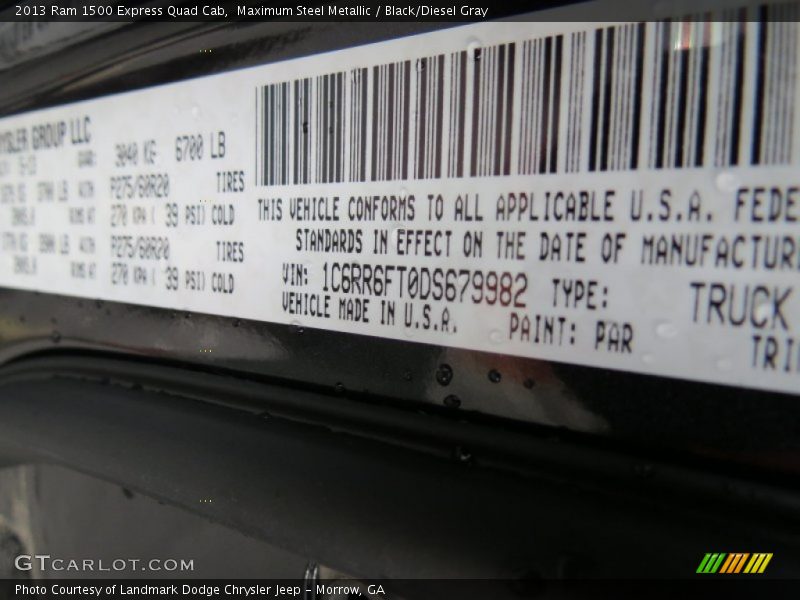 2013 Ram 1500 Express Quad Cab, Maximum Steel Metallic / Black/Diesel Gray
YSLER GROUP LLC
3040 KG 6700 LB
P275/60R20 TIRES
270 KPA ( 39 PSI) COLD
P275/60R20 TIRES
270 KPA ( 39 PSI) COLD
THIS VEHICLE CONFORMS TO ALL APPLICABLE U.S.A. FEDE
STANDARDS IN EFFECT ON THE DATE OF MANUFACTUR
VIN: 1C6RR6FT0DS679982 TYPE: TRUCK
VEHICLE MADE IN U.S.A. PAINT: PAR
TRI
GTCARLOT.COM
Photo Courtesy of Landmark Dodge Chrysler Jeep - Morrow, GA